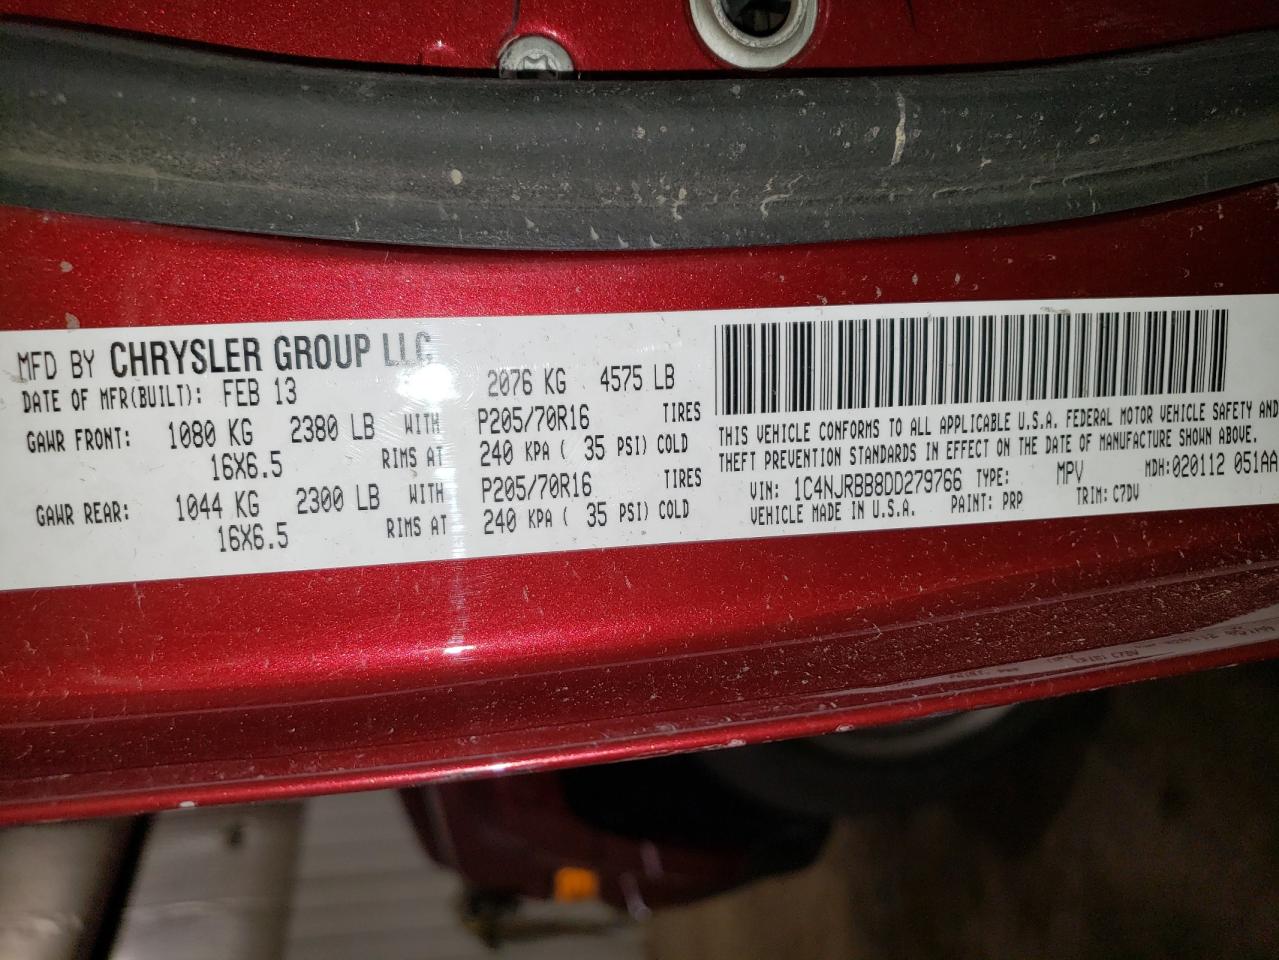 MFD BY CHRYSLER GROUP LLC
DATE OF MFR(BUILT): FEB 13 2076 KG 4575 LB
GAWR FRONT: 1080 KG 2380 LB WITH P205/70R16 TIRES
16X6.5 RIMS AT 240 KPA ( 35 PSI) COLD
GAWR REAR: 1044 KG 2300 LB WITH P205/70R16 TIRES
16X6.5 RIMS AT 240 KPA ( 35 PSI) COLD
THIS VEHICLE CONFORMS TO ALL APPLICABLE U.S.A. FEDERAL MOTOR VEHICLE SAFETY AND
THEFT PREVENTION STANDARDS IN EFFECT ON THE DATE OF MANUFACTURE SHOWN ABOVE.
VIN: 1C4NJRBB8DD279766 TYPE: MPV MDH:020112 051AA
VEHICLE MADE IN U.S.A. PAINT: PRP TRIM: C7DV